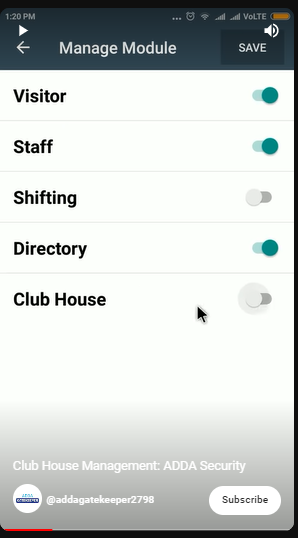 1:20 PM ... VoLTE
Manage Module SAVE
Visitor
Staff
Shifting
Directory
Club House
Club House Management: ADDA Security
ADDA
@addagatekeeper2798 Subscribe